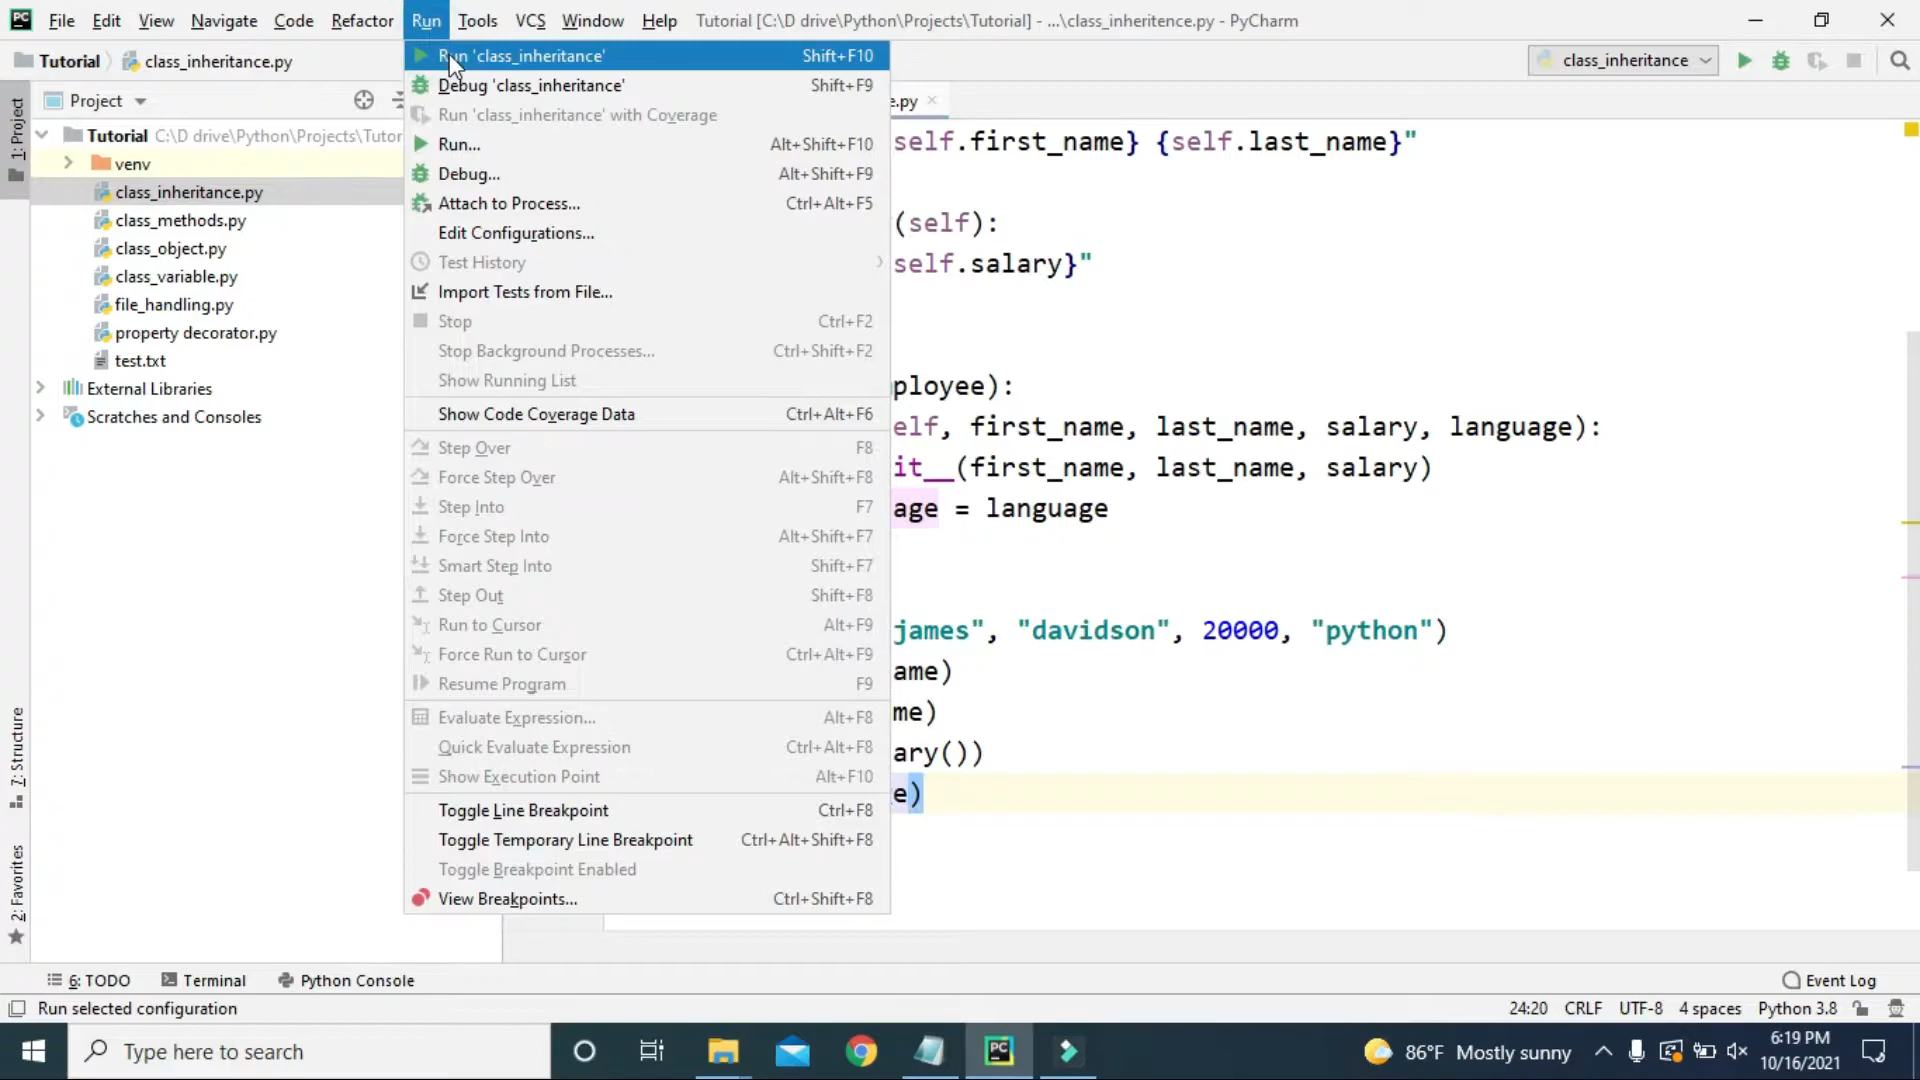 PC File Edit View Navigate Code Refactor Run Tools VCS Window Help Tutorial [C:\D drive\Python\Projects\Tutorial] - ...\class_inheritence.py - PyCharm
Tutorial class_inheritance.py
class_inheritance
Project
.py
1: Project
7: Structure
2: Favorites
Tutorial C:\D drive\Python\Projects\Tutor
venv
class_inheritance.py
class_methods.py
class_object.py
class_variable.py
file_handling.py
property decorator.py
test.txt
External Libraries
Scratches and Consoles
Run 'class_inheritance' Shift+F10
Debug 'class_inheritance' Shift+F9
Run 'class_inheritance' with Coverage
Run... Alt+Shift+F10
Debug... Alt+Shift+F9
Attach to Process... Ctrl+Alt+F5
Edit Configurations...
Test History
Import Tests from File...
Stop Ctrl+F2
Stop Background Processes... Ctrl+Shift+F2
Show Running List
Show Code Coverage Data Ctrl+Alt+F6
Step Over F8
Force Step Over Alt+Shift+F8
Step Into F7
Force Step Into Alt+Shift+F7
Smart Step Into Shift+F7
Step Out Shift+F8
Run to Cursor Alt+F9
Force Run to Cursor Ctrl+Alt+F9
Resume Program F9
Evaluate Expression... Alt+F8
Quick Evaluate Expression Ctrl+Alt+F8
Show Execution Point Alt+F10
Toggle Line Breakpoint Ctrl+F8
Toggle Temporary Line Breakpoint Ctrl+Alt+Shift+F8
Toggle Breakpoint Enabled
View Breakpoints... Ctrl+Shift+F8
self.first_name} {self.last_name}"
(self):
self.salary}"
ployee):
elf, first_name, last_name, salary, language):
it__(first_name, last_name, salary)
age = language
james", "davidson", 20000, "python")
ame)
me)
ary())
e)
6: TODO Terminal Python Console Event Log
Run selected configuration 24:20 CRLF UTF-8 4 spaces Python 3.8
Type here to search PC 86°F Mostly sunny 6:19 PM
10/16/2021